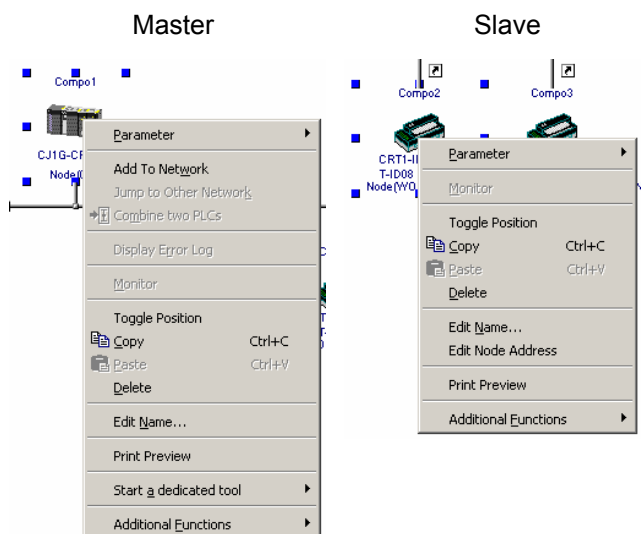 Master
Slave
Compo1
CJ1G-CP
Parameter
Add To Network
Jump to Other Network
Combine two PLCs
Display Error Log
Monitor
Toggle Position
Copy Ctrl+C
Paste Ctrl+V
Delete
Edit Name...
Print Preview
Start a dedicated tool
Additional Functions
Compo2
Compo3
CRT1-I
T-ID08
Node(W0
Parameter
Monitor
Toggle Position
Copy Ctrl+C
Paste Ctrl+V
Delete
Edit Name...
Edit Node Address
Print Preview
Additional Functions